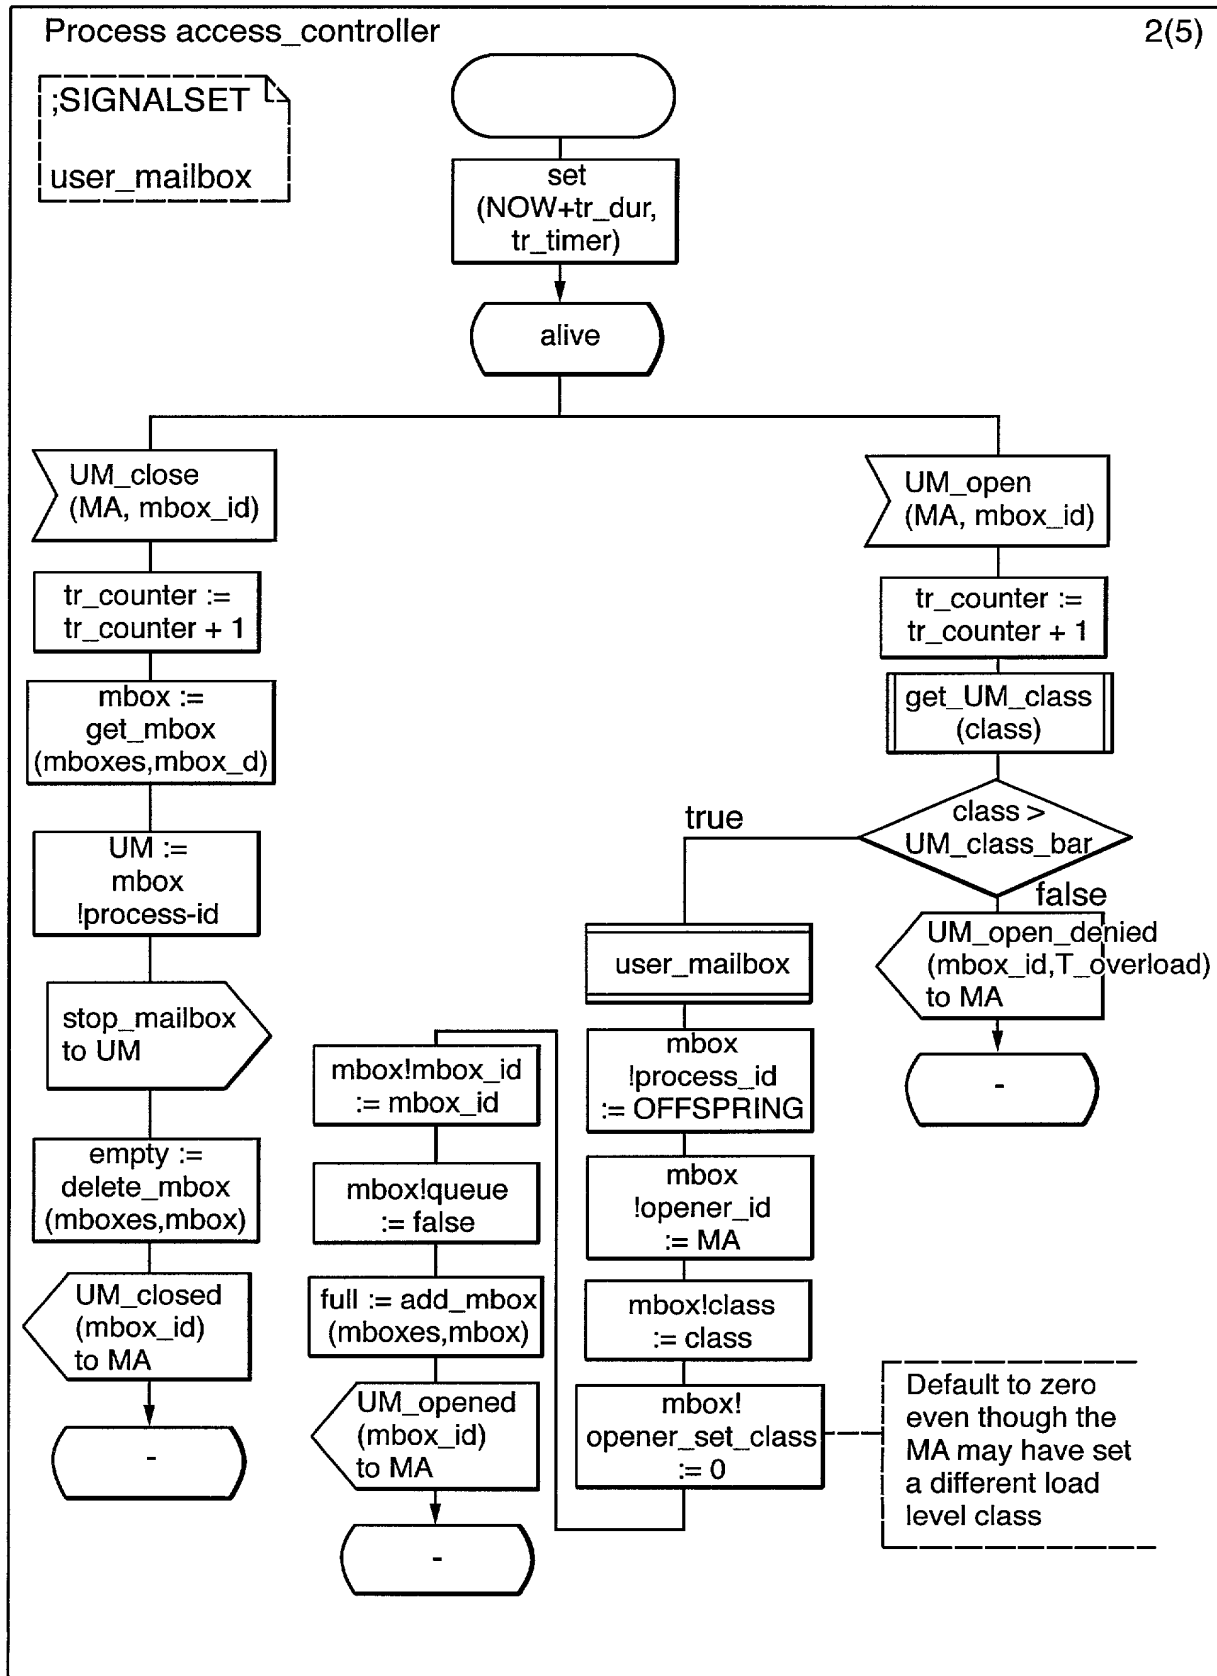 Process access_controller
2(5)
;SIGNALSET
user_mailbox
set
(NOW+tr_dur,
tr_timer)
alive
UM_close
(MA, mbox_id)
tr_counter :=
tr_counter + 1
mbox :=
get_mbox
(mboxes,mbox_d)
UM :=
mbox
!process-id
stop_mailbox
to UM
empty :=
delete_mbox
(mboxes,mbox)
UM_closed
(mbox_id)
to MA
-
UM_open
(MA, mbox_id)
tr_counter :=
tr_counter + 1
get_UM_class
(class)
class >
UM_class_bar
true
false
UM_open_denied
(mbox_id,T_overload)
to MA
-
user_mailbox
mbox
!process_id
:= OFFSPRING
mbox
!opener_id
:= MA
mbox!class
:= class
mbox!
opener_set_class
:= 0
Default to zero
even though the
MA may have set
a different load
level class
mbox!mbox_id
:= mbox_id
mbox!queue
:= false
full := add_mbox
(mboxes,mbox)
UM_opened
(mbox_id)
to MA
-